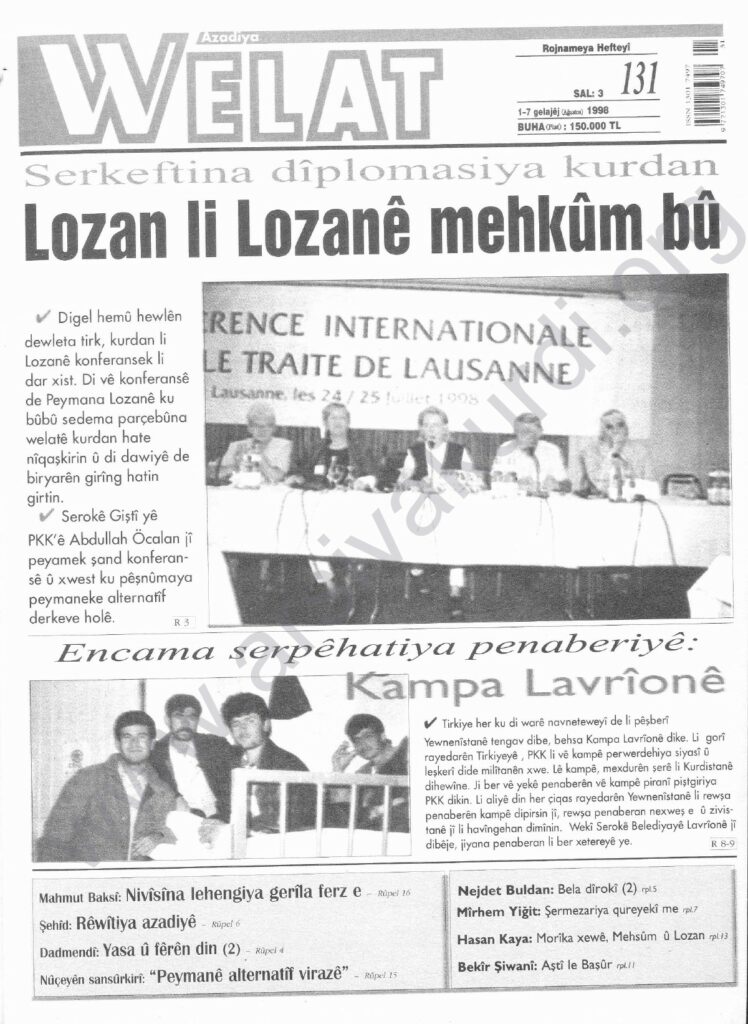 Azadiya
WELAT
Rojnameya Hefteyî
SAL: 3 131
1-7 gelajêj (Ağustos) 1998
BUHA (Fiat) : 150.000 TL
ISSN 1301 7497
Serkeftina dîplomasiya kurdan
Lozan li Lozanê mehkûm bû
✔ Digel hemû hewlên
dewleta tirk, kurdan li
Lozanê konferansek li
dar xist. Di vê konferansê
de Peymana Lozanê ku
bûbû sedema parçebûna
welatê kurdan hate
nîqaşkirin û di dawiyê de
biryarên girîng hatin
girtin.
✔ Serokê Giştî yê
PKK'ê Abdullah Öcalan jî
peyamek şand konferan-
sê û xwest ku pêşnûmaya
peymaneke alternatîf
derkeve holê.
R 3
ERENCE INTERNATIONALE
LE TRAITE DE LAUSANNE
Lausanne, les 24 / 25 Juillet 1998
Encama serpêhatiya penaberiyê:
Kampa Lavrîonê
✔ Tirkiye her ku di warê navneteweyî de li pêşberî
Yewnenîstanê tengav dibe, behsa Kampa Lavrîonê dike. Li gorî
rayedarên Tirkiyeyê , PKK li vê kampê perwerdehiya siyasî û
leşkerî dide mîlîtanên xwe. Lê kampê, mexdurên şerê li Kurdistanê
dihewîne. Ji ber vê yekê penaberên vê kampê piranî piştgiriya
PKK dikin. Li aliyê din her çiqas rayedarên Yewnenîstanê li rewşa
penaberên kampê dipirsin jî, rewşa penaberan nexweş e û zivis-
tanê jî li havîngehan dimînin. Wekî Serokê Belediyayê Lavrîonê jî
dibêje, jiyana penaberan li ber xetereyê ye.
R 8-9
Mahmut Baksî: Nivîsîna lehengiya gerîla ferz e – Rûpel 16
Şehîd: Rêwîtiya azadiyê – Rûpel 6
Dadmendî: Yasa û fêrên din (2) – Rûpel 4
Nûçeyên sansûrkirî: “Peymanê alternatîf virazê” – Rûpel 15
Nejdet Buldan: Bela dîrokî (2) rpl.5
Mîrhem Yiğit: Şermezariya qureyekî me rpl.7
Hasan Kaya: Morîka xewê, Mehsûm û Lozan rpl.13
Bekîr Şiwanî: Aştî le Başûr rpl.11
www.arsivakurdi.org